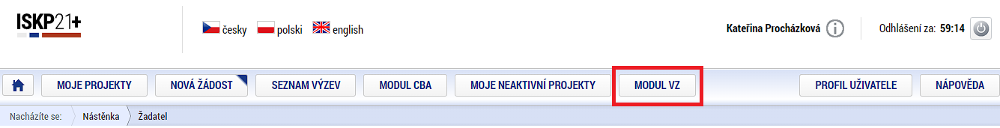 ISKP21+
česky polski english
Kateřina Procházková Odhlášení za: 59:14
MOJE PROJEKTY NOVÁ ŽÁDOST SEZNAM VÝZEV MODUL CBA MOJE NEAKTIVNÍ PROJEKTY MODUL VZ PROFIL UŽIVATELE NÁPOVĚDA
Nacházíte se: Nástěnka Žadatel